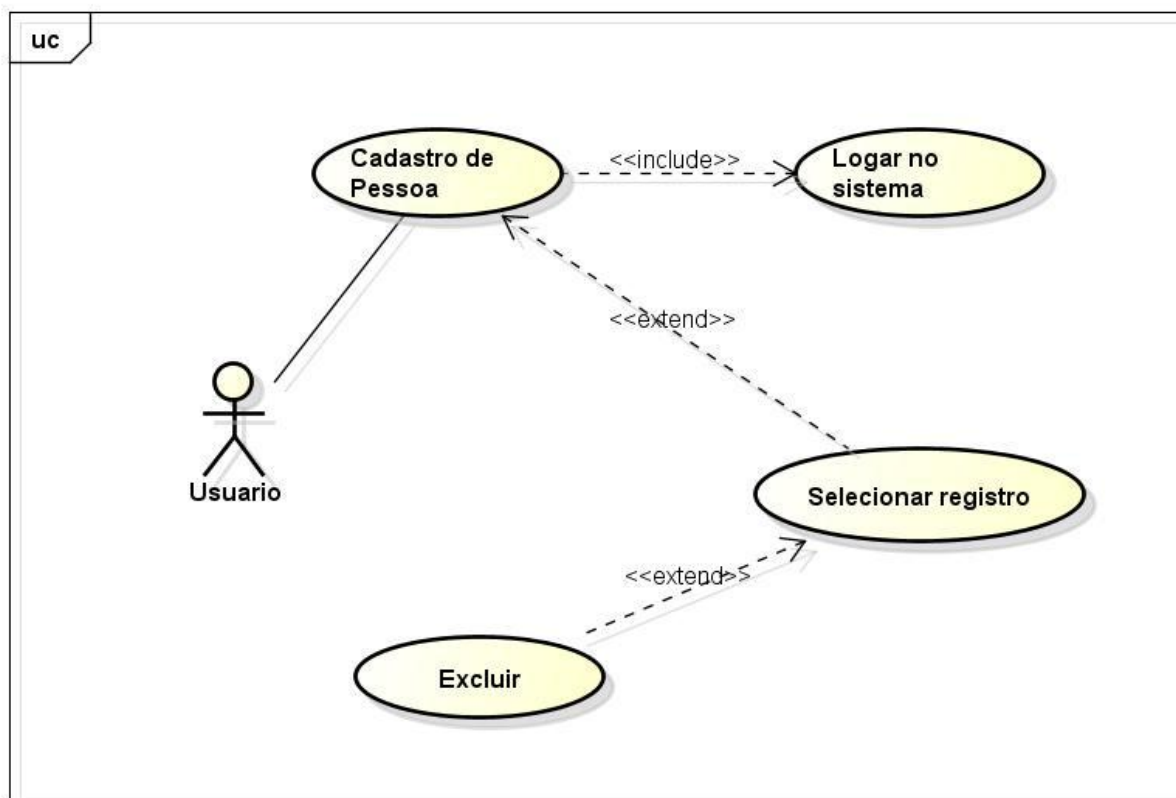 uc
Cadastro de
Pessoa
<<include>>
Logar no
sistema
<<extend>>
Usuario
Selecionar registro
<<extend>>
Excluir